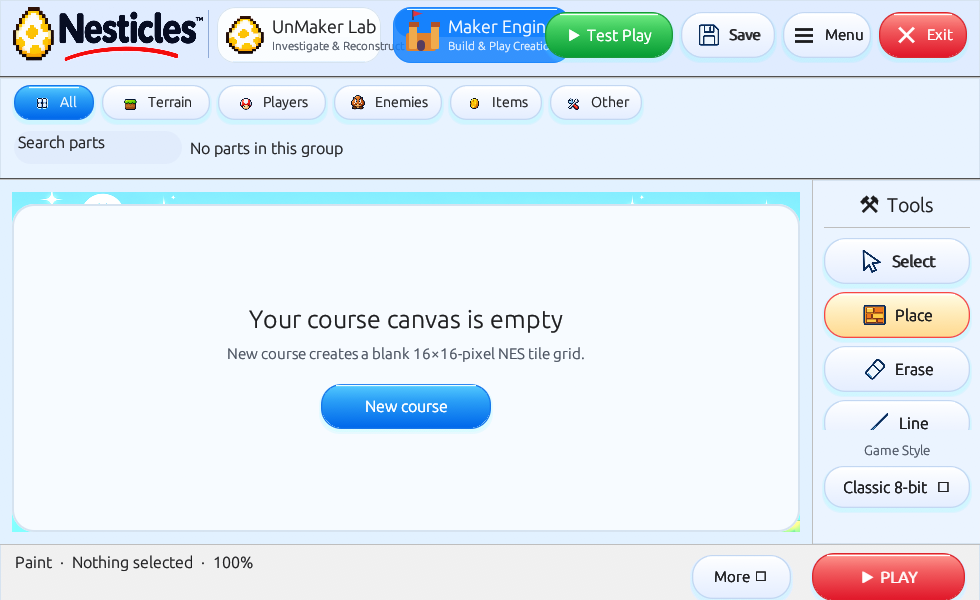 Nesticles™
UnMaker Lab
Investigate & Reconstruct
Maker Engin
Build & Play Creatio
Test Play
Save
Menu
Exit
All
Terrain
Players
Enemies
Items
Other
Search parts
No parts in this group
Tools
Select
Place
Erase
Line
Game Style
Classic 8-bit
Your course canvas is empty
New course creates a blank 16×16-pixel NES tile grid.
New course
Paint · Nothing selected · 100%
More
PLAY